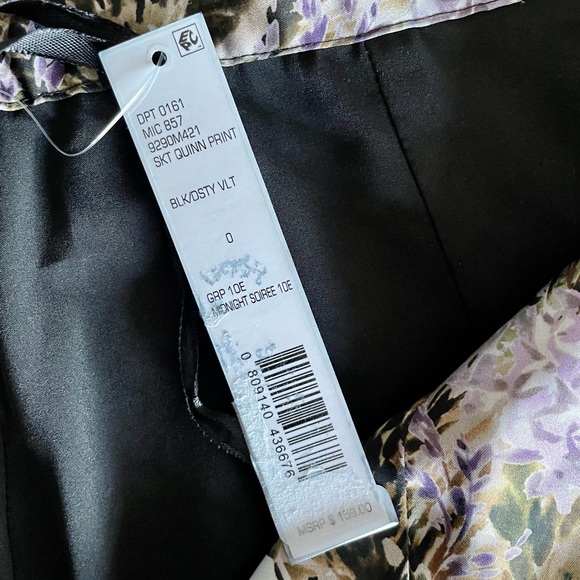 DPT 0161
MIC 857
9290M421
SKT QUINN PRINT
BLK/DSTY VLT
0
GRP 10E
MIDNIGHT SOIREE 10E
0 809140 436676
MSRP $ 158.00